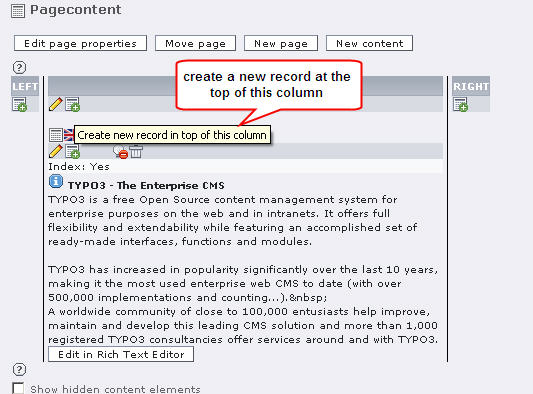 Pagecontent
Edit page properties
Move page
New page
New content
create a new record at the
top of this column
LEFT
RIGHT
Create new record in top of this column
Index: Yes
TYPO3 - The Enterprise CMS
TYPO3 is a free Open Source content management system for
enterprise purposes on the web and in intranets. It offers full
flexibility and extendability while featuring an accomplished set of
ready-made interfaces, functions and modules.
TYPO3 has increased in popularity significantly over the last 10 years,
making it the most used enterprise web CMS to date (with over
500,000 implementations and counting...).&nbsp;
A worldwide community of close to 100,000 entusiasts help improve,
maintain and develop this leading CMS solution and more than 1,000
registered TYPO3 consultancies offer services around and with TYPO3.
Edit in Rich Text Editor
Show hidden content elements